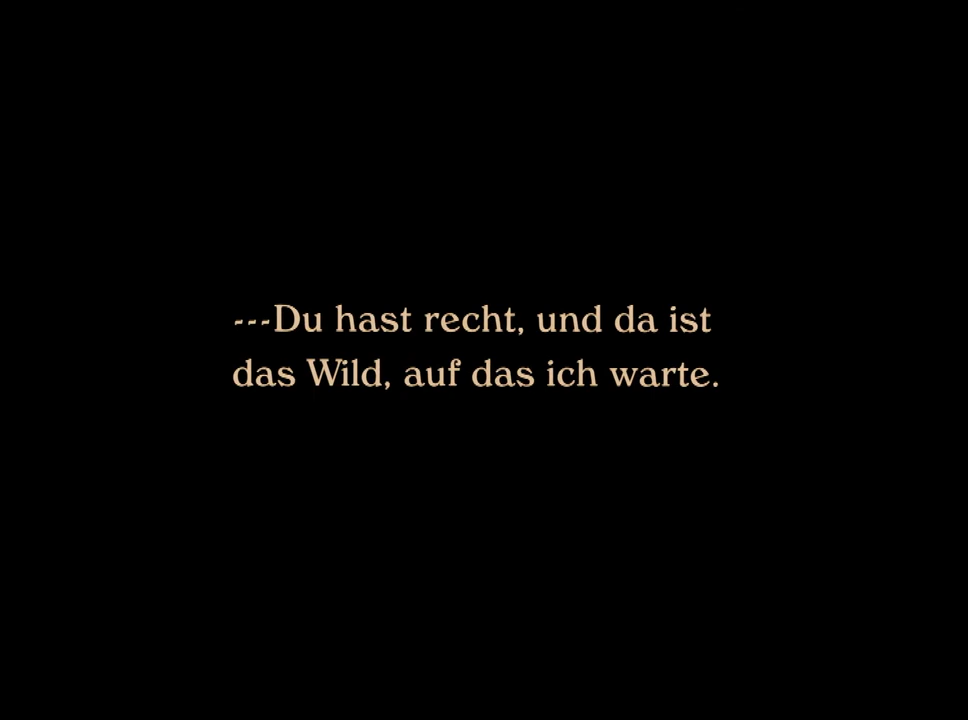 ---Du hast recht, und da ist
das Wild, auf das ich warte.